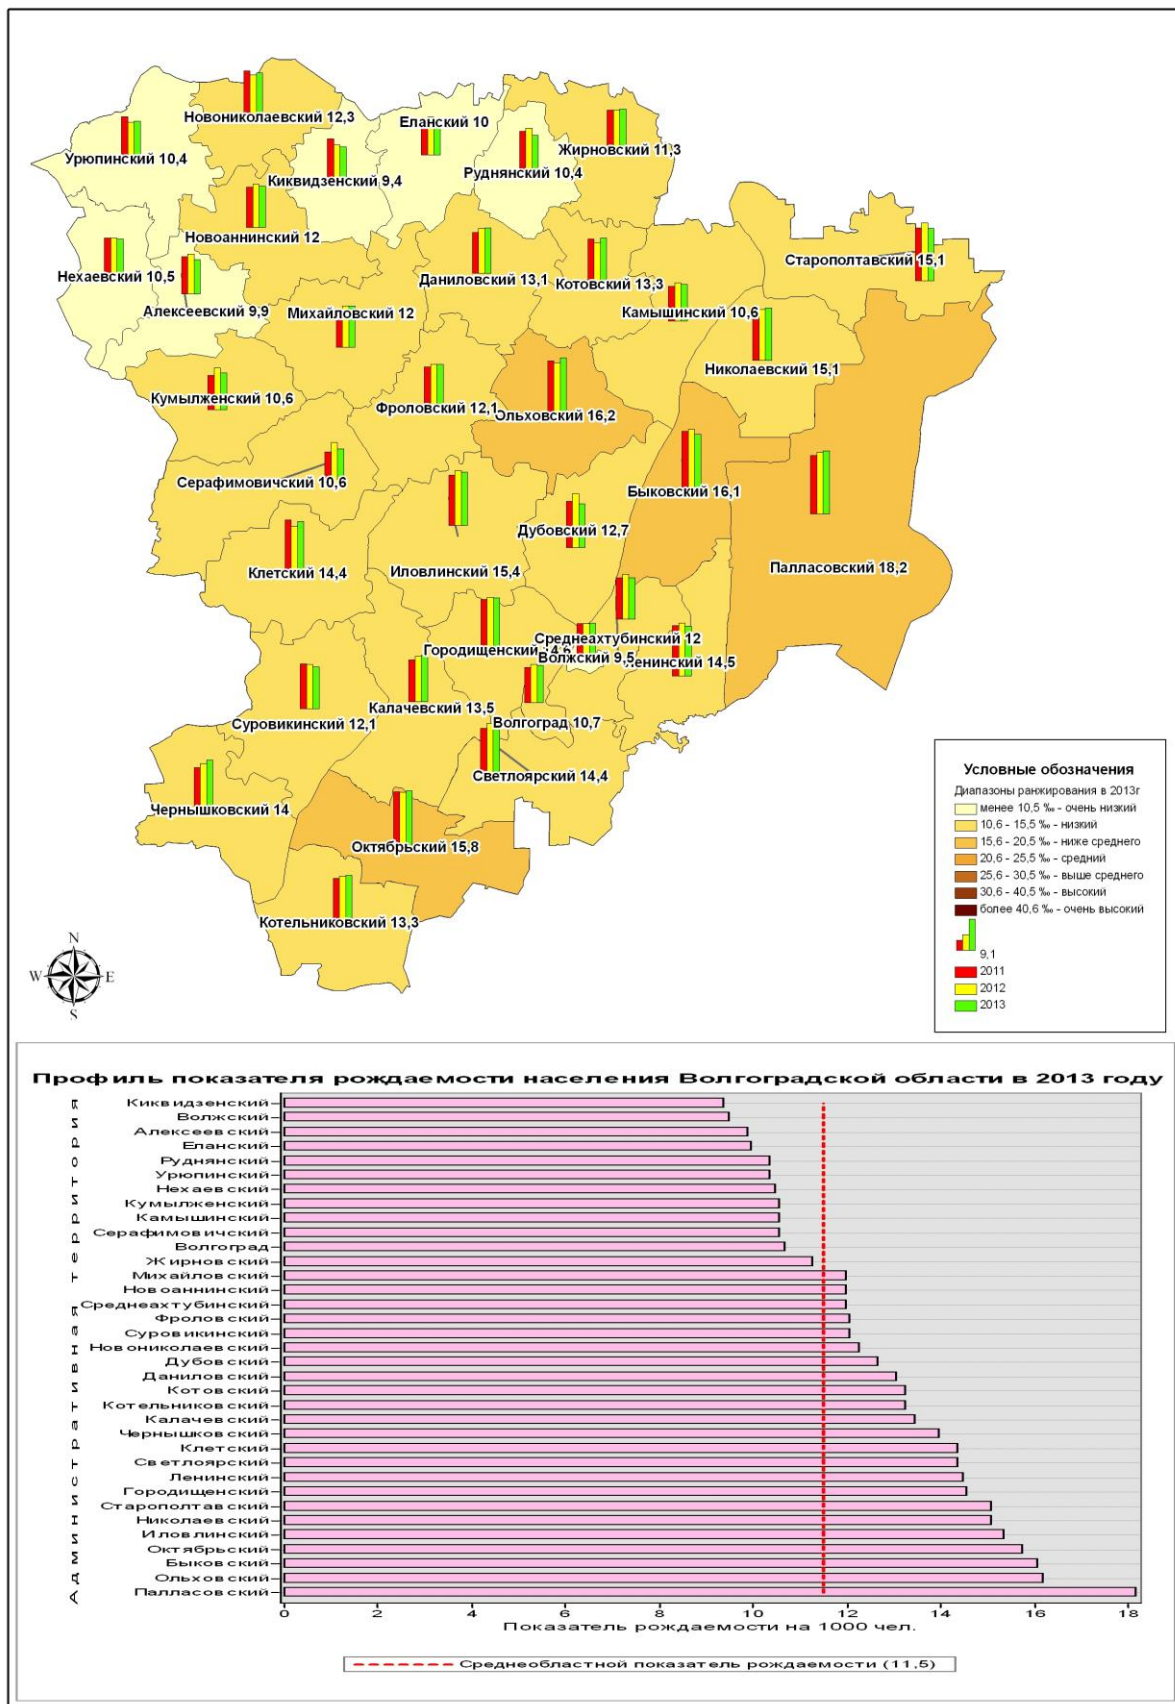 Новониколаевский 12,3
Еланский 10
Урюпинский 10,4
Жирновский 11,3
Киквидзенский 9,4
Руднянский 10,4
Новоаннинский 12
Старополтавский 15,1
Нехаевский 10,5
Даниловский 13,1
Котовский 13,3
Алексеевский 9,9
Михайловский 12
Камышинский 10,6
Николаевский 15,1
Кумылженский 10,6
Фроловский 12,1
Ольховский 16,2
Серафимовичский 10,6
Быковский 16,1
Дубовский 12,7
Клетский 14,4
Иловлинский 15,4
Палласовский 18,2
Среднеахтубинский 12
Городищенский 14,6
Волжский 9,5
Ленинский 14,5
Калачевский 13,5
Суровикинский 12,1
Волгоград 10,7
Светлоярский 14,4
Чернышковский 14
Октябрьский 15,8
Котельниковский 13,3
N
W
E
S
Условные обозначения
Диапазоны ранжирования в 2013г
менее 10,5 ‰ - очень низкий
10,6 - 15,5 ‰ - низкий
15,6 - 20,5 ‰ - ниже среднего
20,6 - 25,5 ‰ - средний
25,6 - 30,5 ‰ - выше среднего
30,6 - 40,5 ‰ - высокий
более 40,6 ‰ - очень высокий
9,1
2011
2012
2013
Профиль показателя рождаемости населения Волгоградской области в 2013 году
Административная территория
Киквидзенский
Волжский
Алексеевский
Еланский
Руднянский
Урюпинский
Нехаевский
Кумылженский
Камышинский
Серафимовичский
Волгоград
Жирновский
Михайловский
Новоаннинский
Среднеахтубинский
Фроловский
Суровикинский
Новониколаевский
Дубовский
Даниловский
Котовский
Котельниковский
Калачевский
Чернышковский
Клетский
Светлоярский
Ленинский
Городищенский
Старополтавский
Николаевский
Иловлинский
Октябрьский
Быковский
Ольховский
Палласовский
0 2 4 6 8 10 12 14 16 18
Показатель рождаемости на 1000 чел.
Среднеобластной показатель рождаемости (11,5)